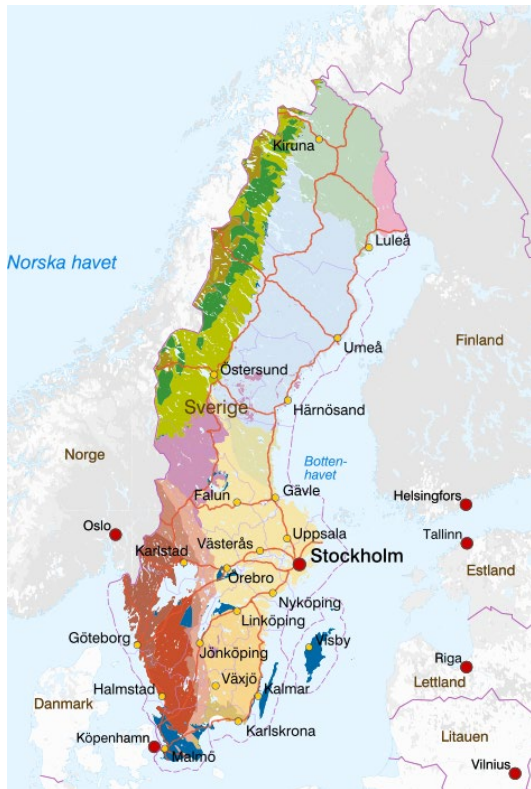 Kiruna
Luleå
Norska havet
Umeå
Finland
Östersund
Sverige
Härnösand
Norge
Botten-
havet
Falun
Gävle
Helsingfors
Oslo
Uppsala
Västerås
Tallinn
Karlstad
Stockholm
Örebro
Estland
Nyköping
Linköping
Göteborg
Visby
Jönköping
Riga
Växjö
Lettland
Danmark
Halmstad
Kalmar
Karlskrona
Köpenhamn
Litauen
Malmö
Vilnius